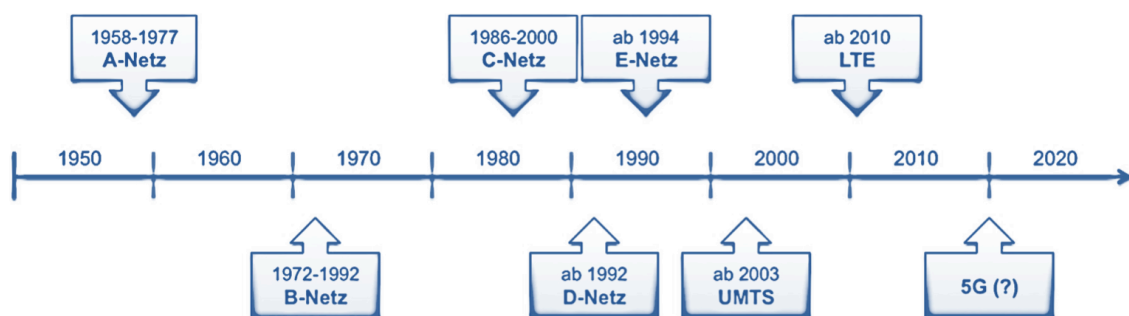 1958-1977
A-Netz
1986-2000
C-Netz
ab 1994
E-Netz
ab 2010
LTE
1950 1960 1970 1980 1990 2000 2010 2020
1972-1992
B-Netz
ab 1992
D-Netz
ab 2003
UMTS
5G (?)